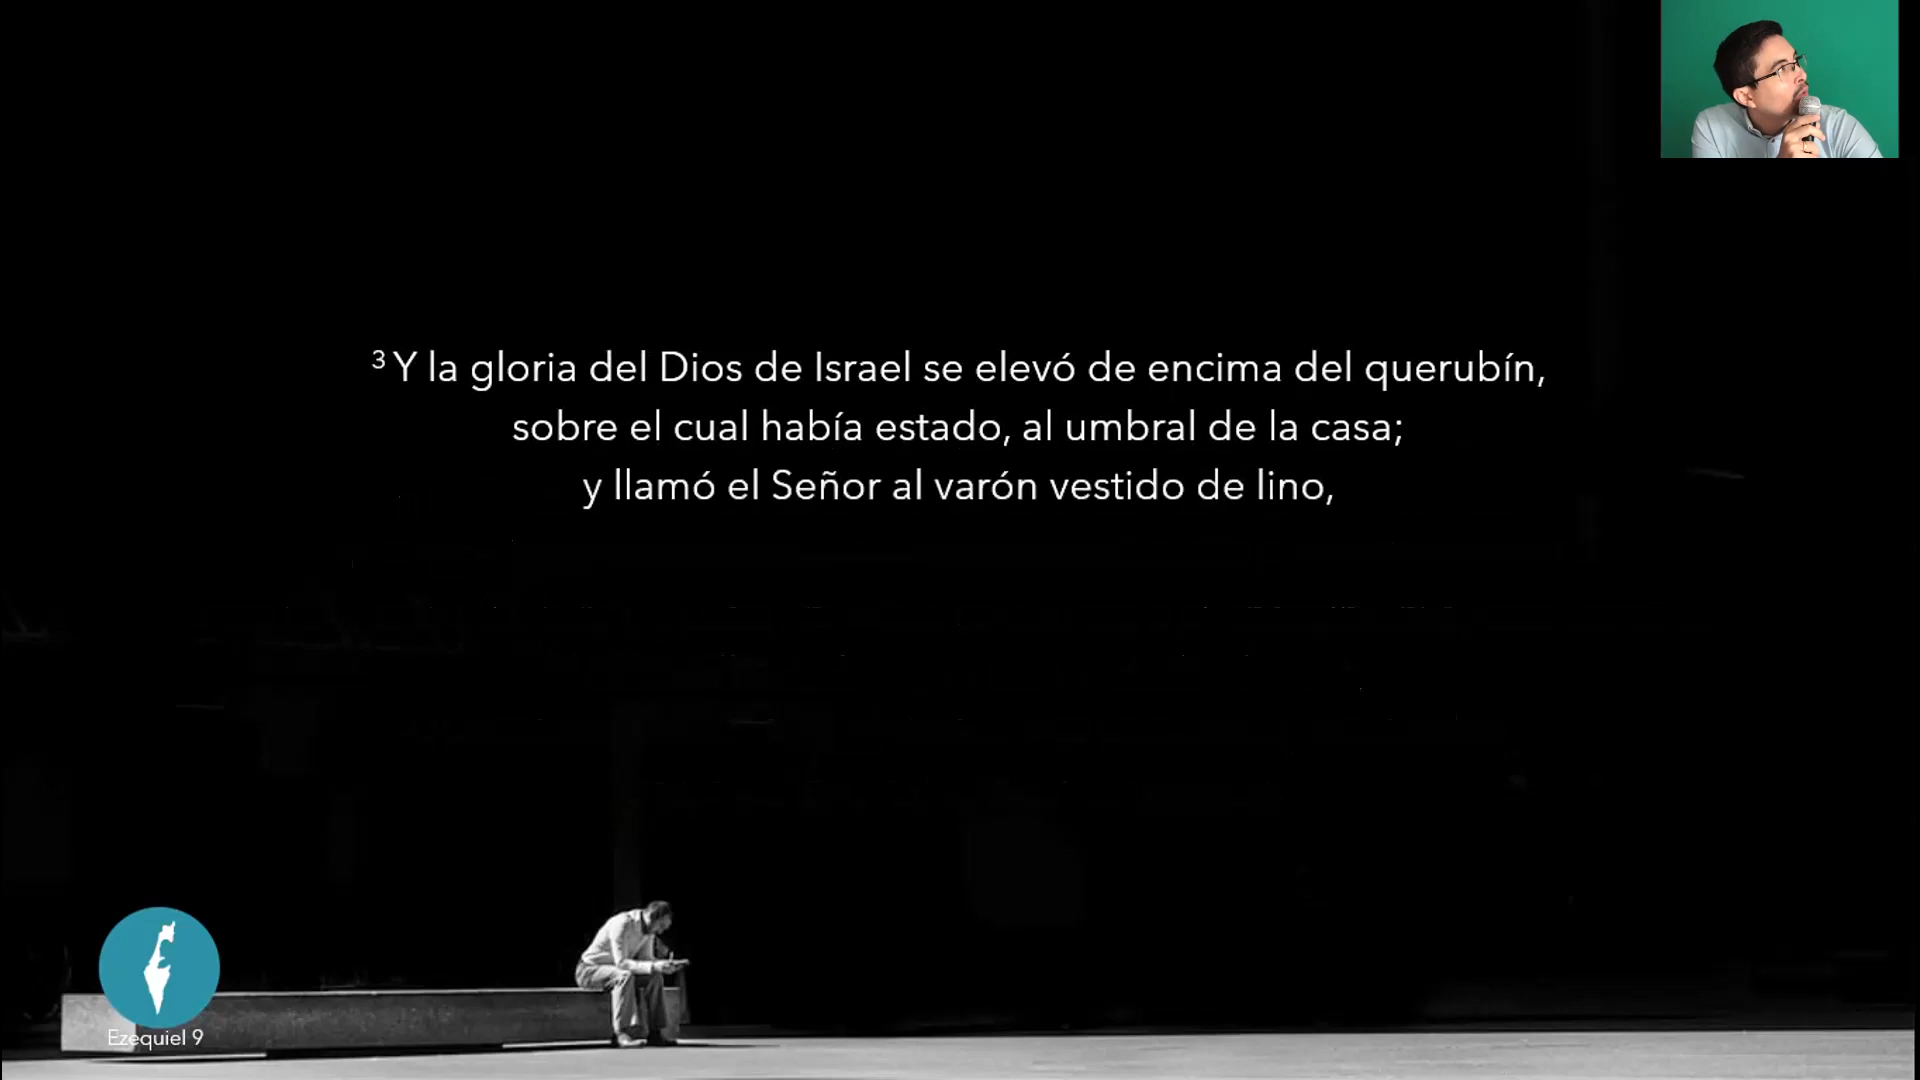 ³ Y la gloria del Dios de Israel se elevó de encima del querubín,
sobre el cual había estado, al umbral de la casa;
y llamó el Señor al varón vestido de lino,
Ezequiel 9